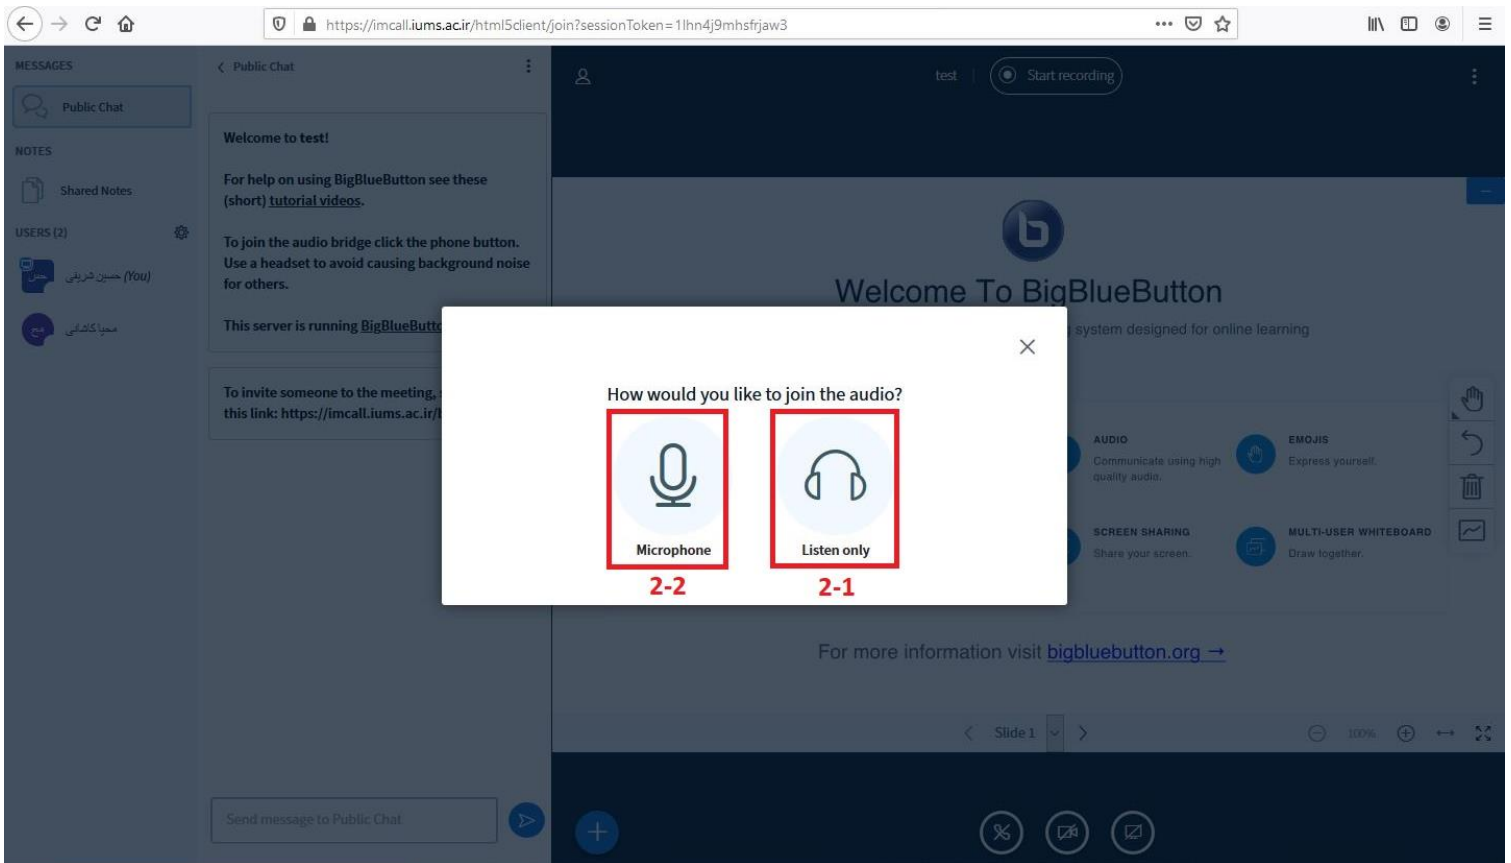 https://imcall.iums.ac.ir/html5client/join?sessionToken=1lhn4j9mhsfrjaw3
MESSAGES
Public Chat
NOTES
Shared Notes
USERS (2)
حسین شریفی (You)
محیا کاشانی
Public Chat
Welcome to test!
For help on using BigBlueButton see these
(short) tutorial videos.
To join the audio bridge click the phone button.
Use a headset to avoid causing background noise
for others.
This server is running BigBlueButto
To invite someone to the meeting,
this link: https://imcall.iums.ac.ir/
Send message to Public Chat
test
Start recording
Welcome To BigBlueButton
system designed for online learning
How would you like to join the audio?
Microphone
Listen only
2-2
2-1
AUDIO
Communicate using high
quality audio.
EMOJIS
Express yourself.
SCREEN SHARING
Share your screen.
MULTI-USER WHITEBOARD
Draw together.
For more information visit bigbluebutton.org →
Slide 1
100%